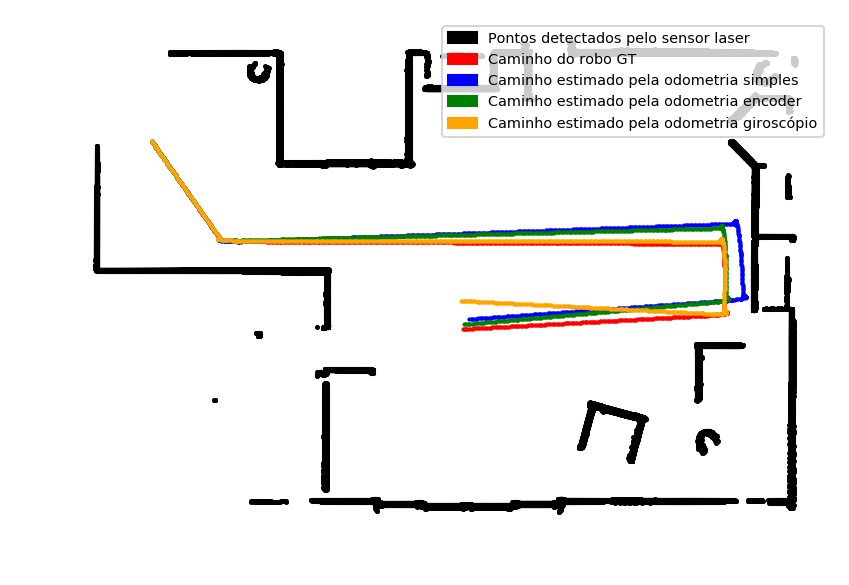 Pontos detectados pelo sensor laser
Caminho do robo GT
Caminho estimado pela odometria simples
Caminho estimado pela odometria encoder
Caminho estimado pela odometria giroscópio